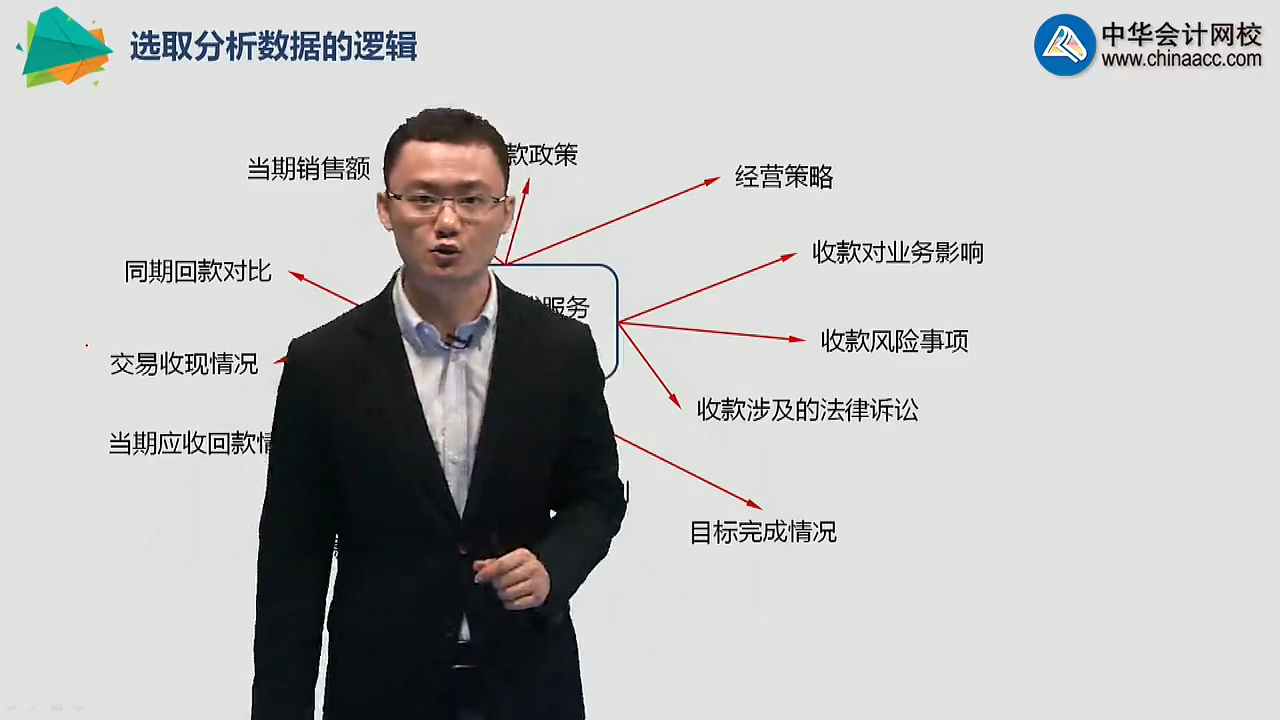 选取分析数据的逻辑
中华会计网校
www.chinaacc.com
款政策
当期销售额
经营策略
收款对业务影响
同期回款对比
服务
收款风险事项
交易收现情况
收款涉及的法律诉讼
当期应收回款
目标完成情况